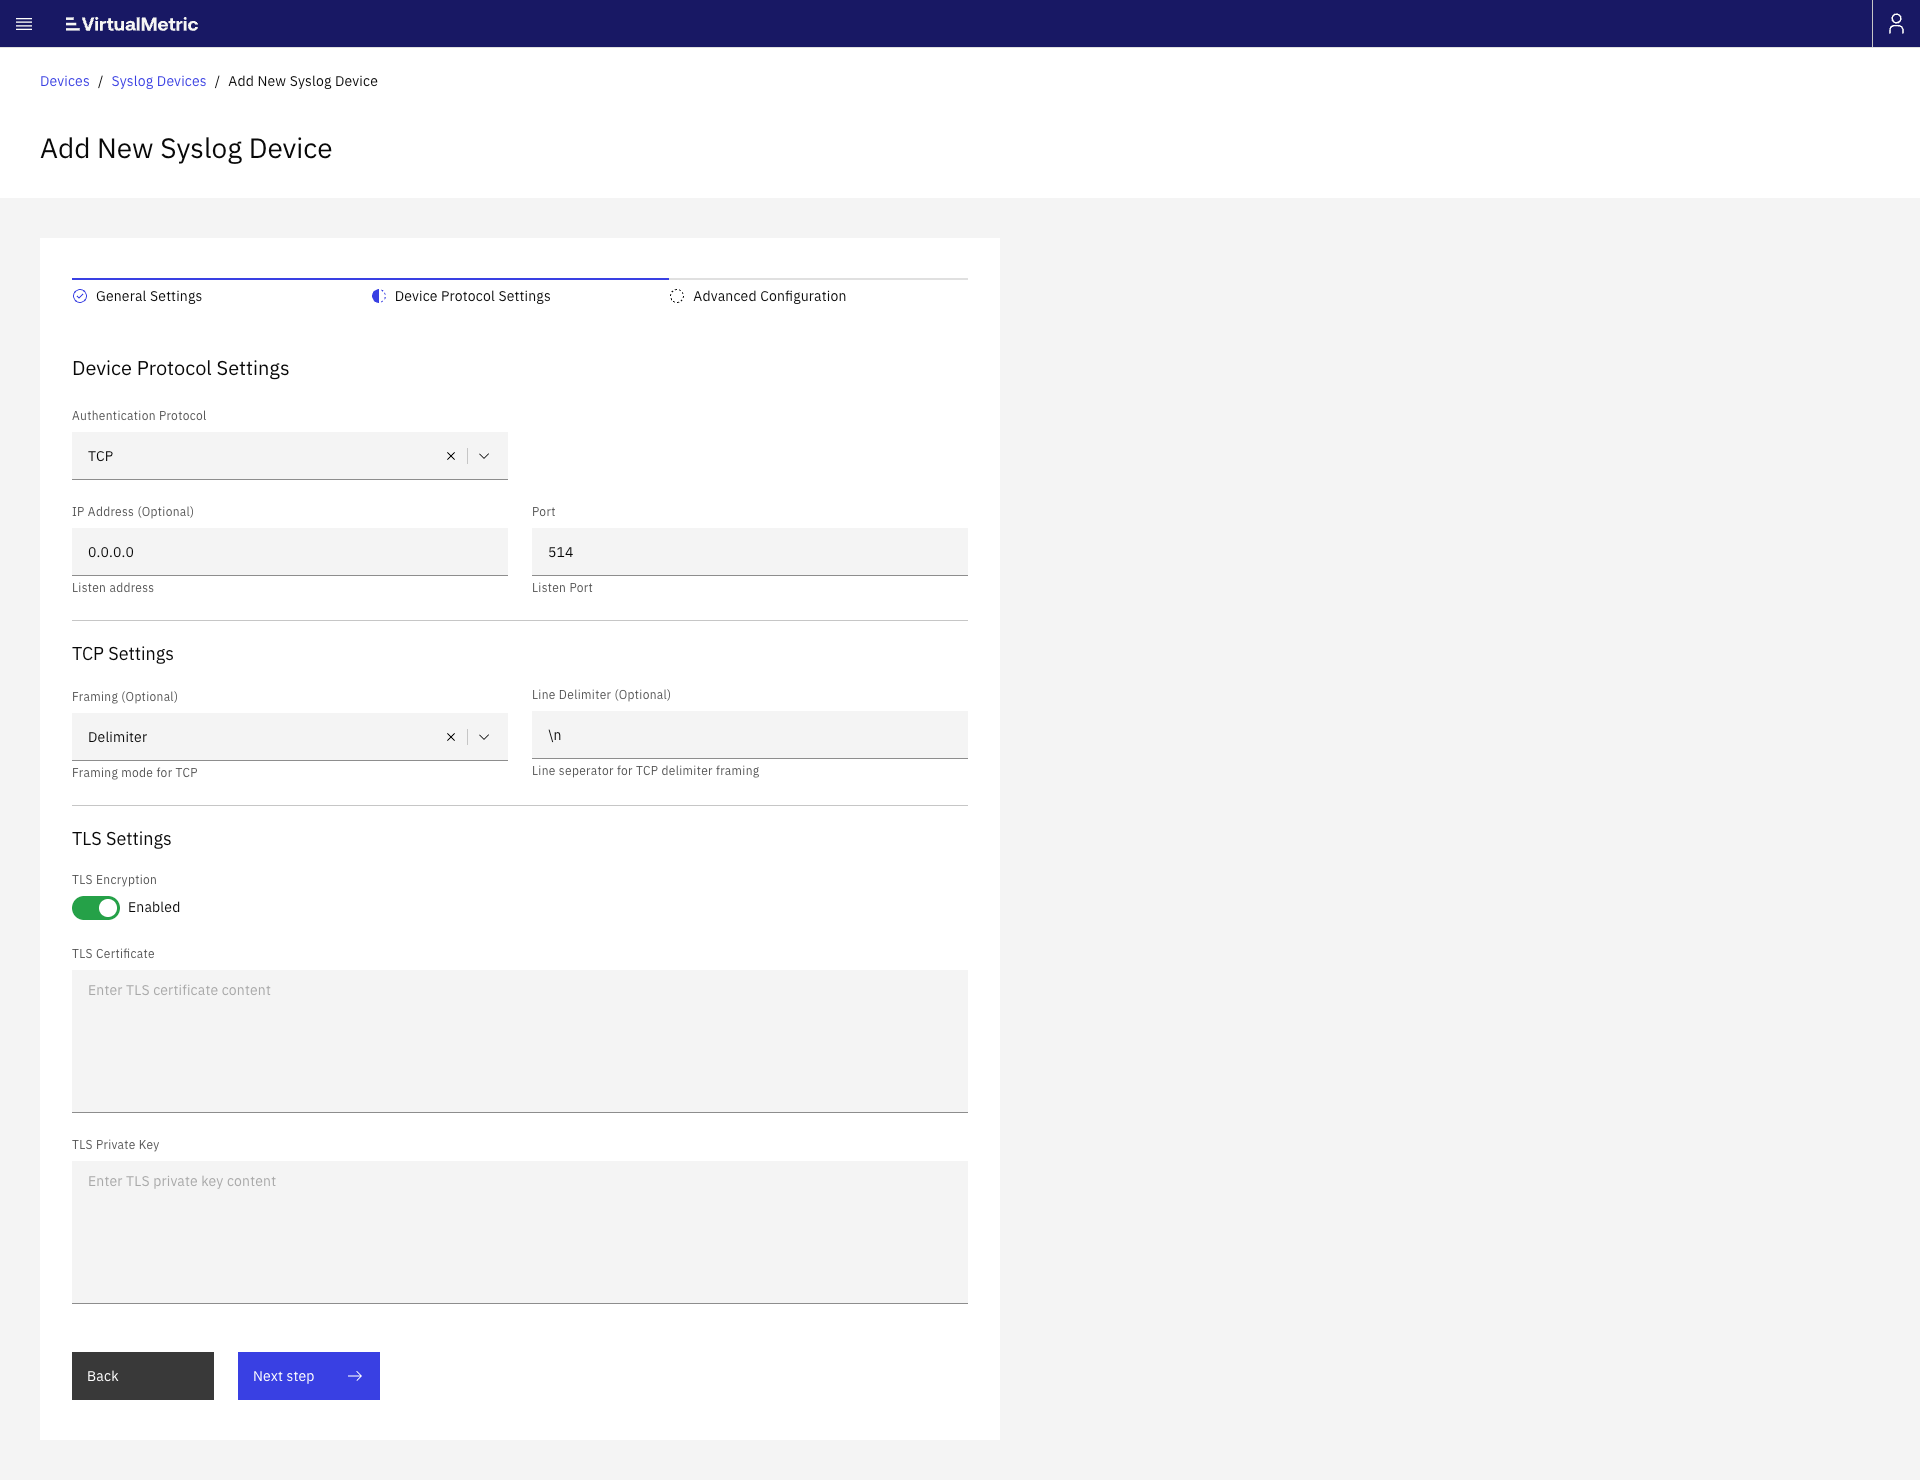 VirtualMetric
Devices / Syslog Devices / Add New Syslog Device
Add New Syslog Device
General Settings
Device Protocol Settings
Advanced Configuration
Device Protocol Settings
Authentication Protocol
TCP
IP Address (Optional)
0.0.0.0
Listen address
Port
514
Listen Port
TCP Settings
Framing (Optional)
Delimiter
Framing mode for TCP
Line Delimiter (Optional)
\n
Line seperator for TCP delimiter framing
TLS Settings
TLS Encryption
Enabled
TLS Certificate
Enter TLS certificate content
TLS Private Key
Enter TLS private key content
Back
Next step